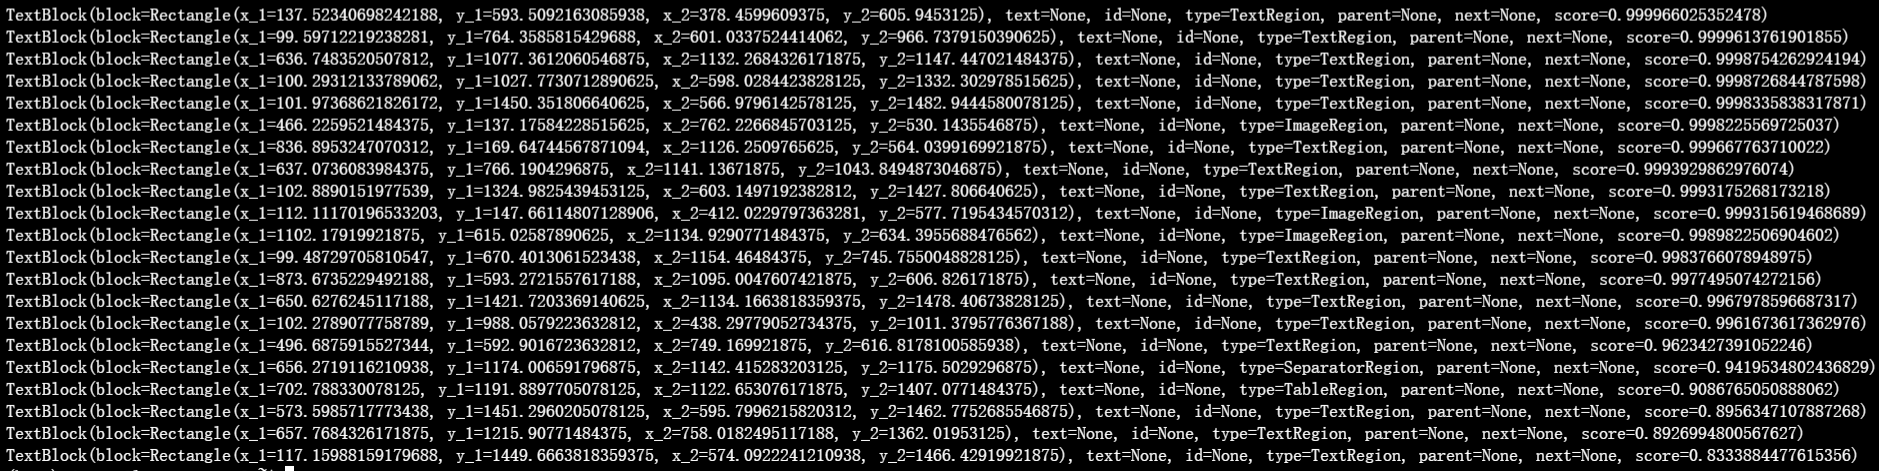 TextBlock(block=Rectangle(x_1=137.52340698242188, y_1=593.5092163085938, x_2=378.4599609375, y_2=605.9453125), text=None, id=None, type=TextRegion, parent=None, next=None, score=0.999966025352478)
TextBlock(block=Rectangle(x_1=99.59712219238281, y_1=764.3585815429688, x_2=601.0337524414062, y_2=966.7379150390625), text=None, id=None, type=TextRegion, parent=None, next=None, score=0.9999613761901855)
TextBlock(block=Rectangle(x_1=636.7483520507812, y_1=1077.3612060546875, x_2=1132.2684326171875, y_2=1147.447021484375), text=None, id=None, type=TextRegion, parent=None, next=None, score=0.9998754262924194)
TextBlock(block=Rectangle(x_1=100.29312133789062, y_1=1027.7730712890625, x_2=598.0284423828125, y_2=1332.302978515625), text=None, id=None, type=TextRegion, parent=None, next=None, score=0.9998726844787598)
TextBlock(block=Rectangle(x_1=101.97368621826172, y_1=1450.351806640625, x_2=566.9796142578125, y_2=1482.9444580078125), text=None, id=None, type=TextRegion, parent=None, next=None, score=0.9998335838317871)
TextBlock(block=Rectangle(x_1=466.2259521484375, y_1=137.17584228515625, x_2=762.2266845703125, y_2=530.1435546875), text=None, id=None, type=ImageRegion, parent=None, next=None, score=0.9998225569725037)
TextBlock(block=Rectangle(x_1=836.8953247070312, y_1=169.64744567871094, x_2=1126.2509765625, y_2=564.0399169921875), text=None, id=None, type=TextRegion, parent=None, next=None, score=0.999667763710022)
TextBlock(block=Rectangle(x_1=637.0736083984375, y_1=766.1904296875, x_2=1141.13671875, y_2=1043.8494873046875), text=None, id=None, type=TextRegion, parent=None, next=None, score=0.9993929862976074)
TextBlock(block=Rectangle(x_1=102.8890151977539, y_1=1324.9825439453125, x_2=603.1497192382812, y_2=1427.806640625), text=None, id=None, type=TextRegion, parent=None, next=None, score=0.9993175268173218)
TextBlock(block=Rectangle(x_1=112.11170196533203, y_1=147.66114807128906, x_2=412.0229797363281, y_2=577.7195434570312), text=None, id=None, type=ImageRegion, parent=None, next=None, score=0.999315619468689)
TextBlock(block=Rectangle(x_1=1102.17919921875, y_1=615.02587890625, x_2=1134.9290771484375, y_2=634.3955688476562), text=None, id=None, type=ImageRegion, parent=None, next=None, score=0.9989822506904602)
TextBlock(block=Rectangle(x_1=99.48729705810547, y_1=670.4013061523438, x_2=1154.46484375, y_2=745.7550048828125), text=None, id=None, type=TextRegion, parent=None, next=None, score=0.9983766078948975)
TextBlock(block=Rectangle(x_1=873.6735229492188, y_1=593.2721557617188, x_2=1095.0047607421875, y_2=606.826171875), text=None, id=None, type=TextRegion, parent=None, next=None, score=0.9977495074272156)
TextBlock(block=Rectangle(x_1=650.6276245117188, y_1=1421.7203369140625, x_2=1134.1663818359375, y_2=1478.40673828125), text=None, id=None, type=TextRegion, parent=None, next=None, score=0.9967978596687317)
TextBlock(block=Rectangle(x_1=102.2789077758789, y_1=988.0579223632812, x_2=438.29779052734375, y_2=1011.3795776367188), text=None, id=None, type=TextRegion, parent=None, next=None, score=0.9961673617362976)
TextBlock(block=Rectangle(x_1=496.6875915527344, y_1=592.9016723632812, x_2=749.169921875, y_2=616.8178100585938), text=None, id=None, type=TextRegion, parent=None, next=None, score=0.9623427391052246)
TextBlock(block=Rectangle(x_1=656.2719116210938, y_1=1174.006591796875, x_2=1142.415283203125, y_2=1175.5029296875), text=None, id=None, type=SeparatorRegion, parent=None, next=None, score=0.9419534802436829)
TextBlock(block=Rectangle(x_1=702.788330078125, y_1=1191.8897705078125, x_2=1122.653076171875, y_2=1407.0771484375), text=None, id=None, type=TableRegion, parent=None, next=None, score=0.9086765050888062)
TextBlock(block=Rectangle(x_1=573.5985717773438, y_1=1451.2960205078125, x_2=595.7996215820312, y_2=1462.7752685546875), text=None, id=None, type=TextRegion, parent=None, next=None, score=0.8956347107887268)
TextBlock(block=Rectangle(x_1=657.7684326171875, y_1=1215.90771484375, x_2=758.0182495117188, y_2=1362.01953125), text=None, id=None, type=TextRegion, parent=None, next=None, score=0.8926994800567627)
TextBlock(block=Rectangle(x_1=117.15988159179688, y_1=1449.6663818359375, x_2=574.0922241210938, y_2=1466.42919921875), text=None, id=None, type=TextRegion, parent=None, next=None, score=0.8333884477615356)